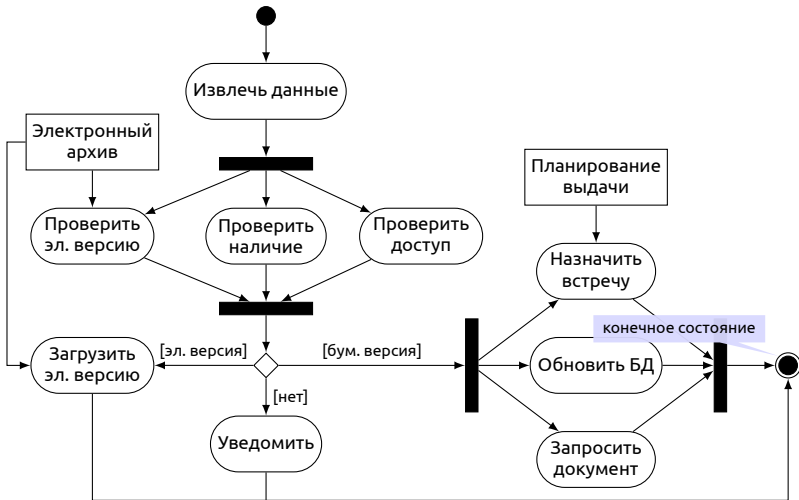 Извлечь данные
Электронный
архив
Планирование
выдачи
Проверить
эл. версию
Проверить
наличие
Проверить
доступ
Назначить
встречу
конечное состояние
Загрузить
эл. версию
[эл. версия]
[бум. версия]
Обновить БД
[нет]
Уведомить
Запросить
документ